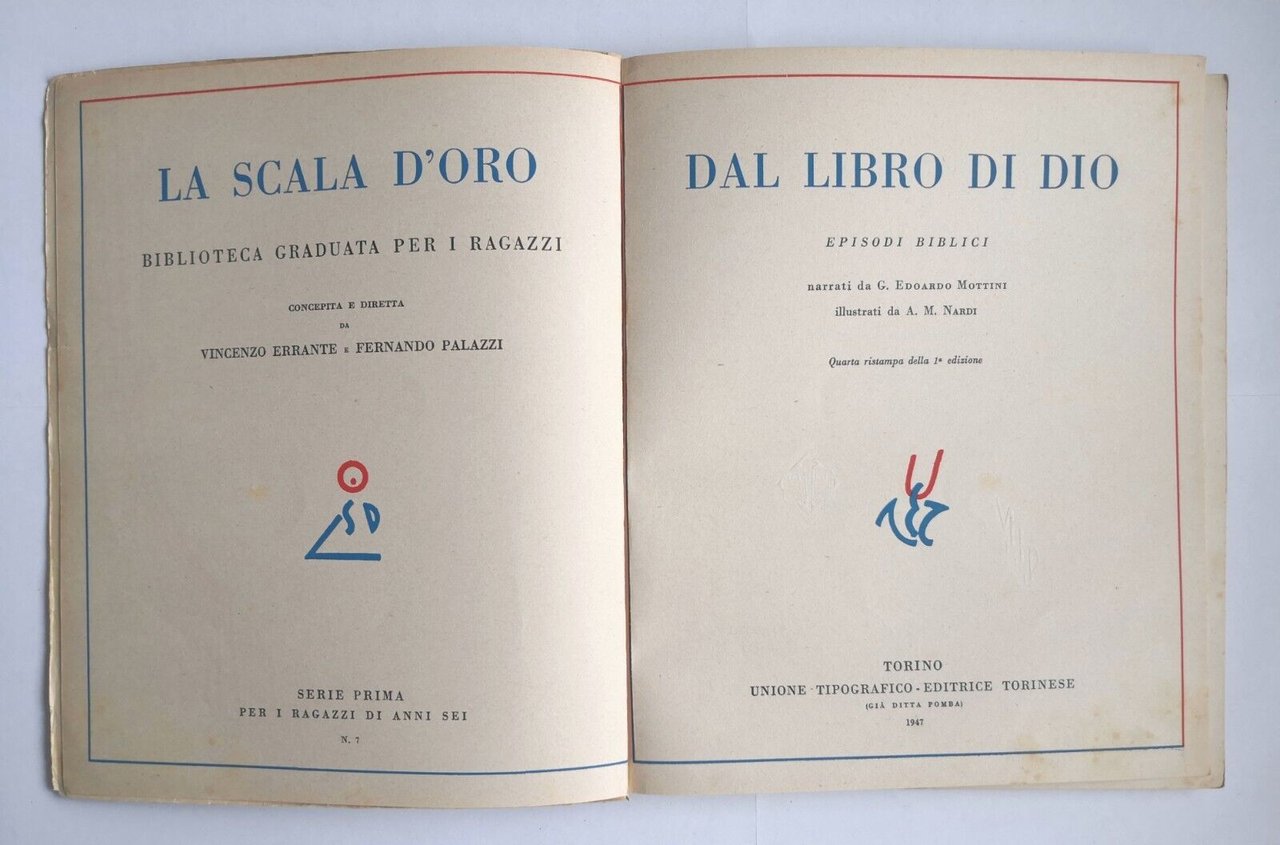 LA SCALA D'ORO
BIBLIOTECA GRADUATA PER I RAGAZZI
CONCEPITA E DIRETTA
DA
VINCENZO ERRANTE E FERNANDO PALAZZI
SD
SERIE PRIMA
PER I RAGAZZI DI ANNI SEI
N. 7
DAL LIBRO DI DIO
EPISODI BIBLICI
narrati da G. EDOARDO MOTTINI
illustrati da A. M. NARDI
Quarta ristampa della 1ª edizione
TORINO
UNIONE TIPOGRAFICO-EDITRICE TORINESE
(GIÀ DITTA POMBA)
1947